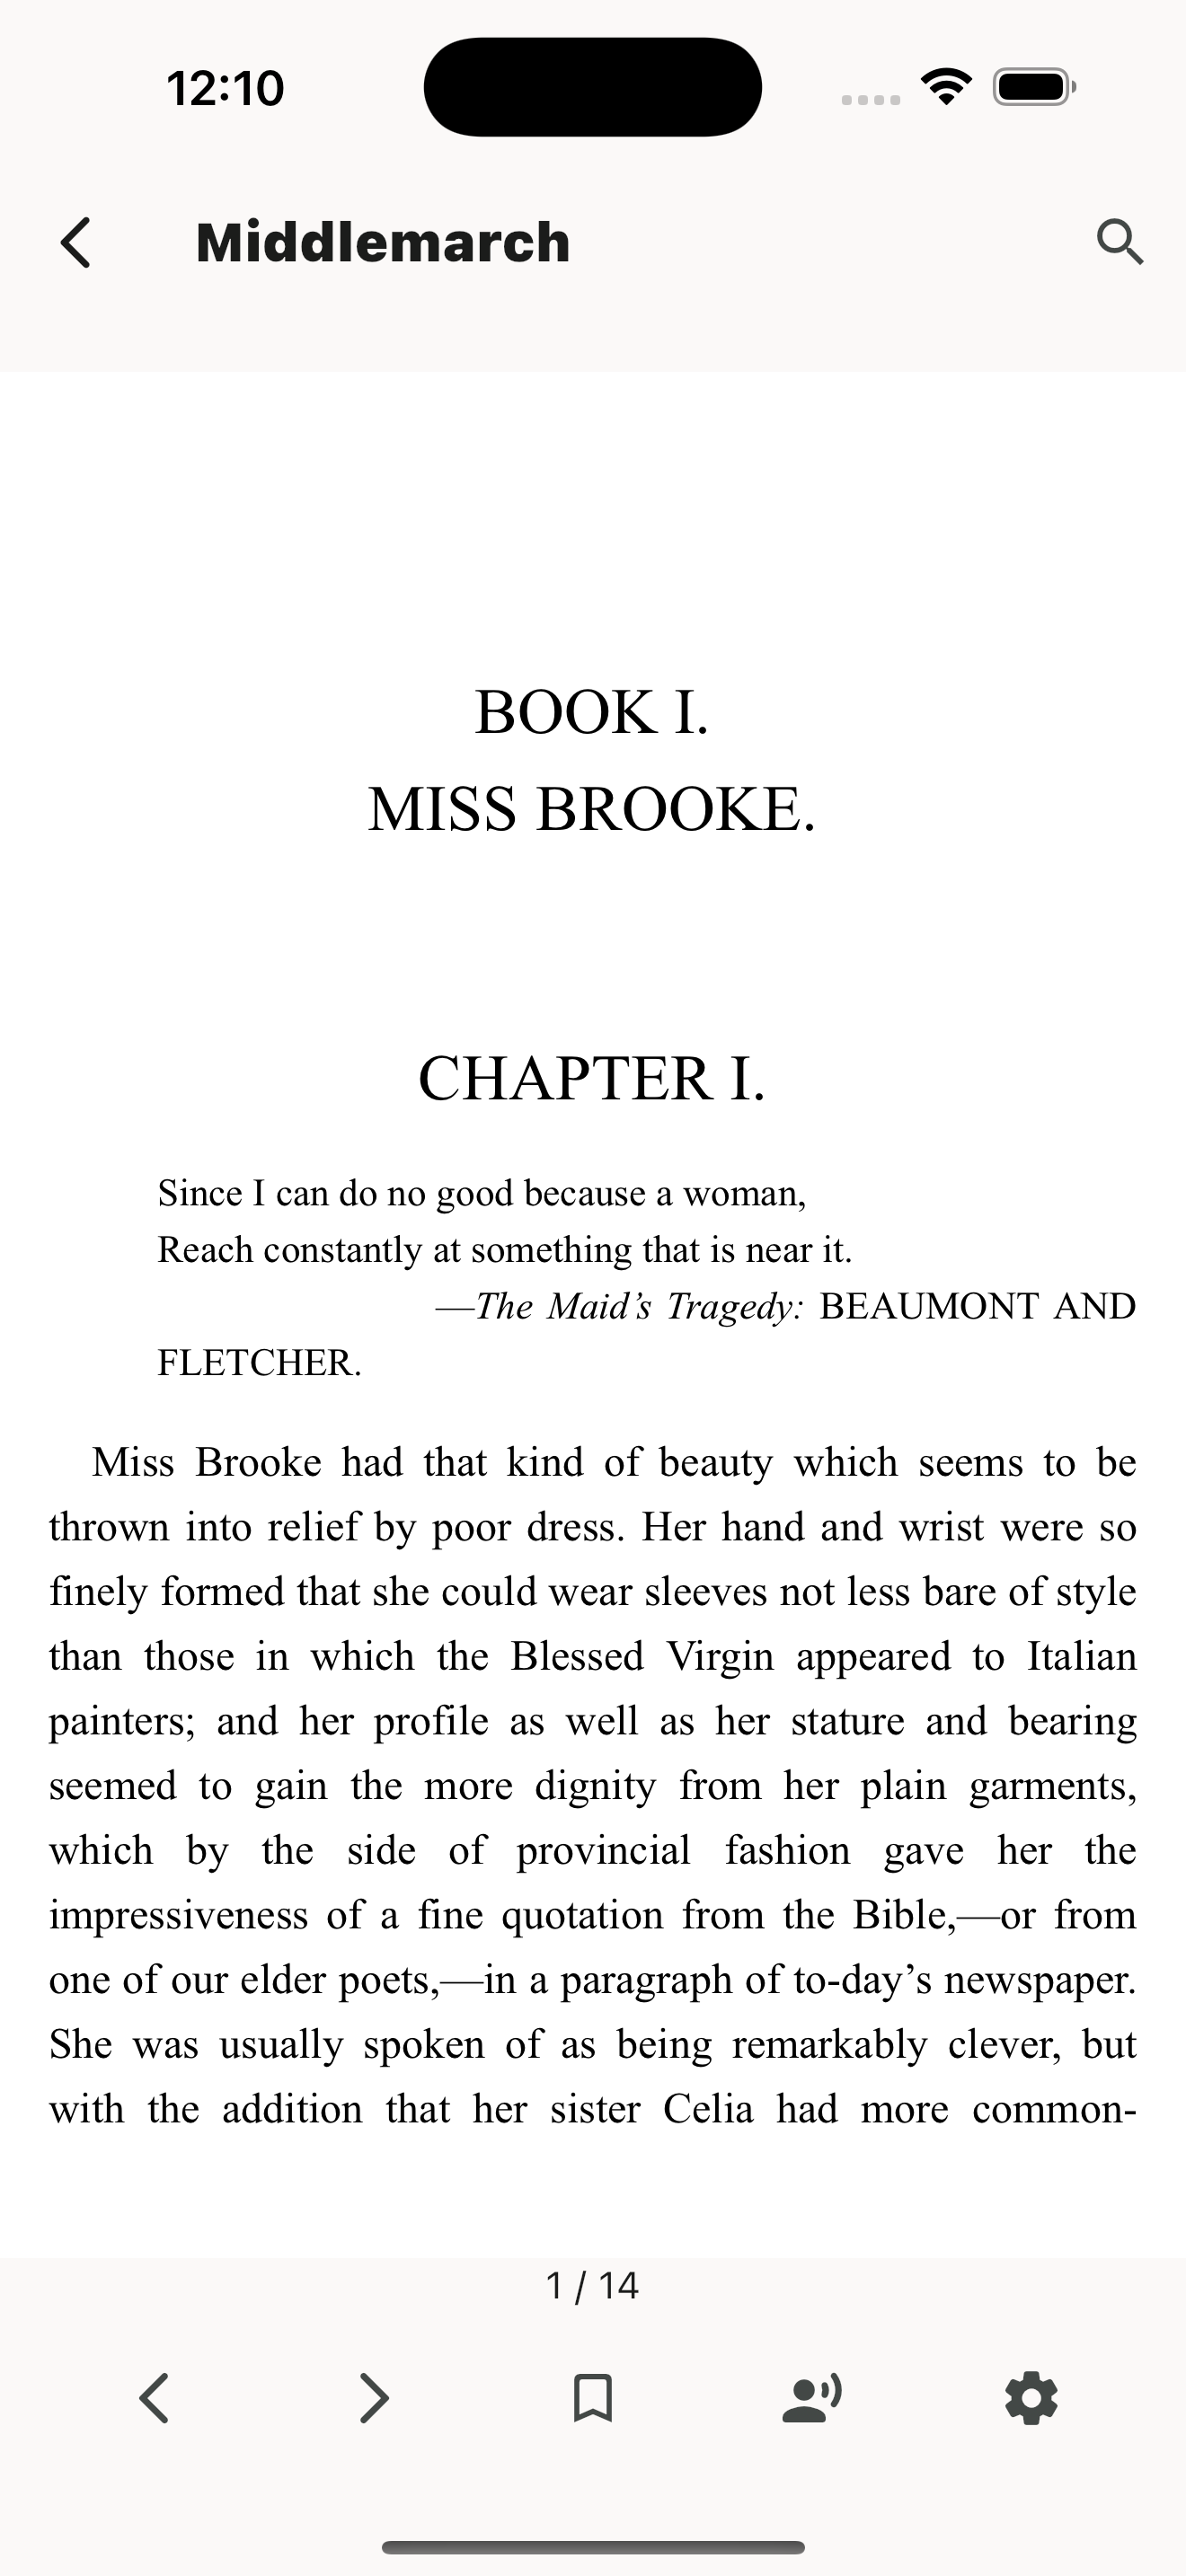 12:10
Middlemarch
BOOK I.
MISS BROOKE.
CHAPTER I.
Since I can do no good because a woman,
Reach constantly at something that is near it.
—The Maid’s Tragedy: BEAUMONT AND
FLETCHER.
Miss Brooke had that kind of beauty which seems to be
thrown into relief by poor dress. Her hand and wrist were so
finely formed that she could wear sleeves not less bare of style
than those in which the Blessed Virgin appeared to Italian
painters; and her profile as well as her stature and bearing
seemed to gain the more dignity from her plain garments,
which by the side of provincial fashion gave her the
impressiveness of a fine quotation from the Bible,—or from
one of our elder poets,—in a paragraph of to-day’s newspaper.
She was usually spoken of as being remarkably clever, but
with the addition that her sister Celia had more common-
1 / 14